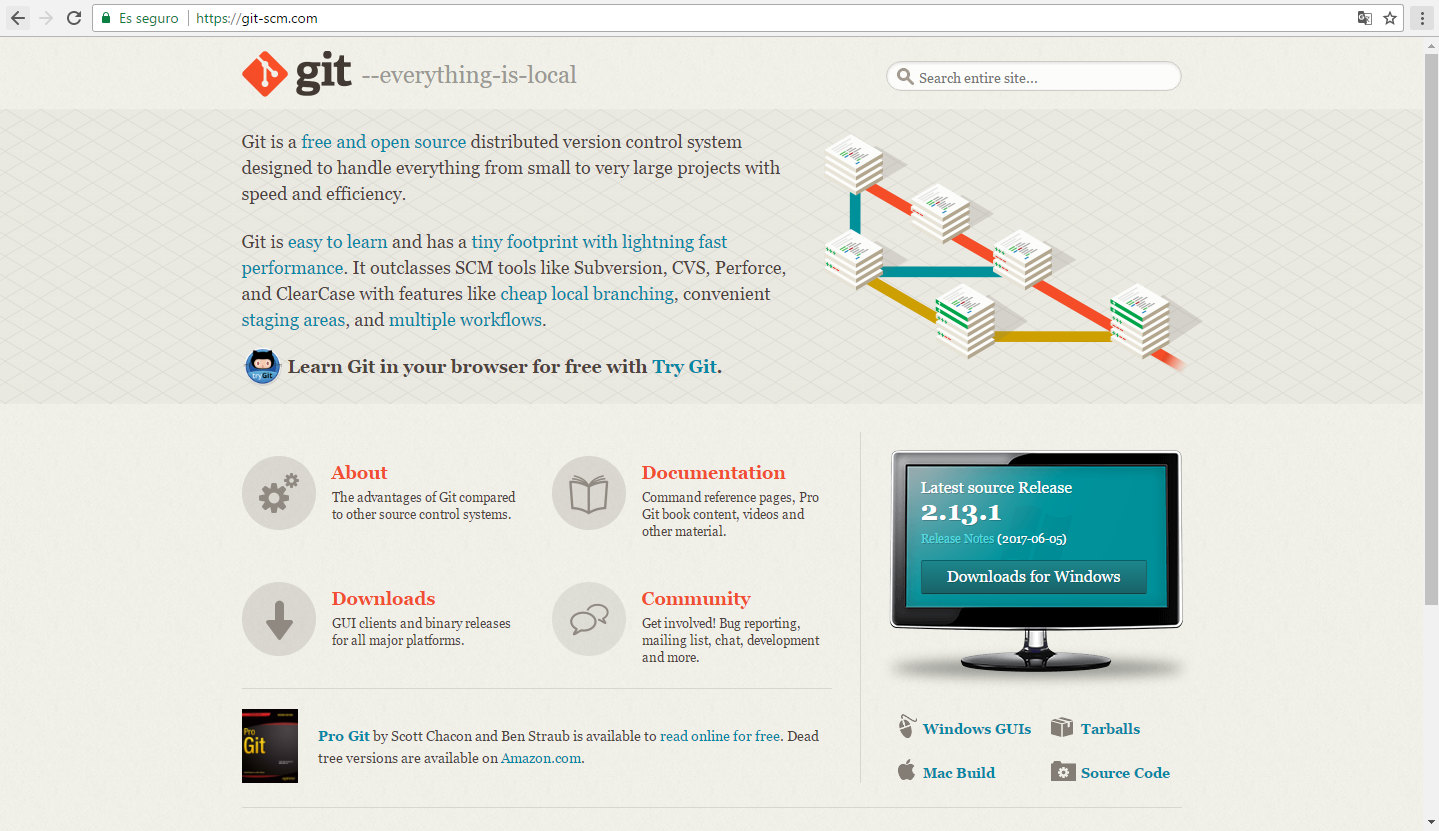 Es seguro https://git-scm.com
git --everything-is-local
Search entire site...
Git is a free and open source distributed version control system
designed to handle everything from small to very large projects with
speed and efficiency.
Git is easy to learn and has a tiny footprint with lightning fast
performance. It outclasses SCM tools like Subversion, CVS, Perforce,
and ClearCase with features like cheap local branching, convenient
staging areas, and multiple workflows.
tryGit
Learn Git in your browser for free with Try Git.
About
The advantages of Git compared
to other source control systems.
Documentation
Command reference pages, Pro
Git book content, videos and
other material.
Downloads
GUI clients and binary releases
for all major platforms.
Community
Get involved! Bug reporting,
mailing list, chat, development
and more.
Latest source Release
2.13.1
Release Notes (2017-06-05)
Downloads for Windows
Pro
Git
Pro Git by Scott Chacon and Ben Straub is available to read online for free. Dead
tree versions are available on Amazon.com.
Windows GUIs
Tarballs
Mac Build
Source Code